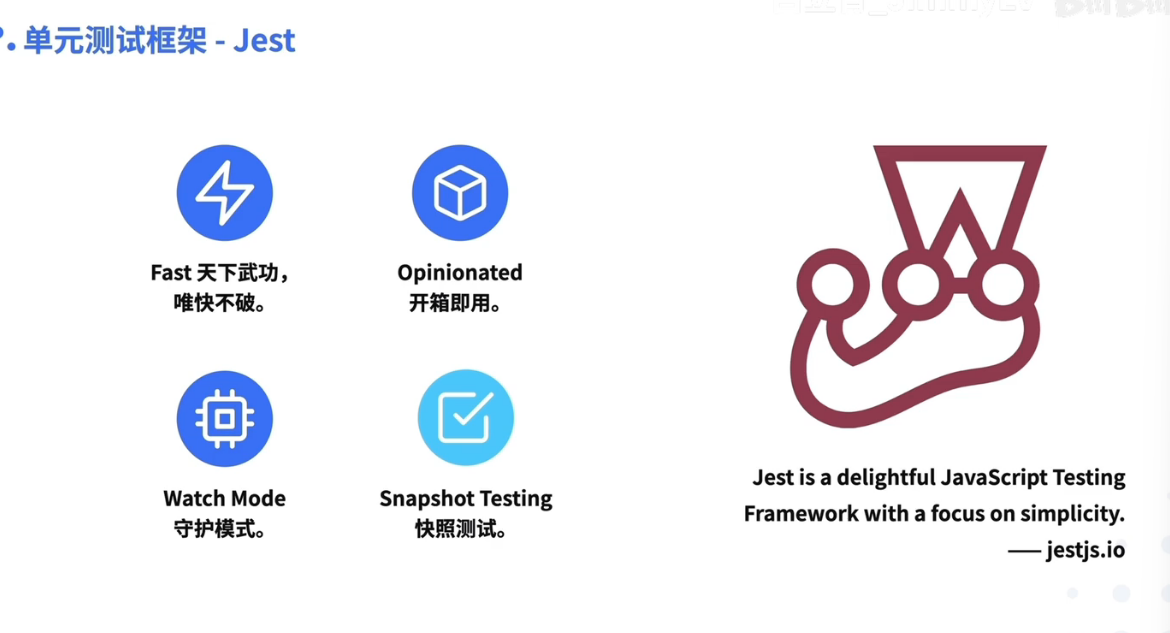 单元测试框架 - Jest
Fast 天下武功，
唯快不破。
Opinionated
开箱即用。
Watch Mode
守护模式。
Snapshot Testing
快照测试。
Jest is a delightful JavaScript Testing
Framework with a focus on simplicity.
—— jestjs.io